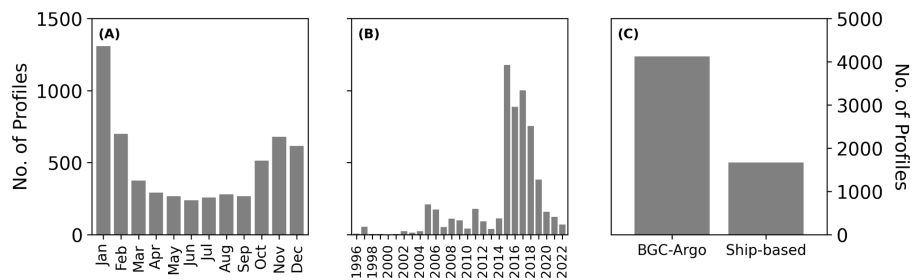 (A)
No. of Profiles
1500
1000
500
0
Jan
Feb
Mar
Apr
May
Jun
Jul
Aug
Sep
Oct
Nov
Dec
(B)
1996
1998
2000
2002
2004
2006
2008
2010
2012
2014
2016
2018
2020
2022
(C)
BGC-Argo
Ship-based
5000
4000
3000
2000
1000
0
No. of Profiles